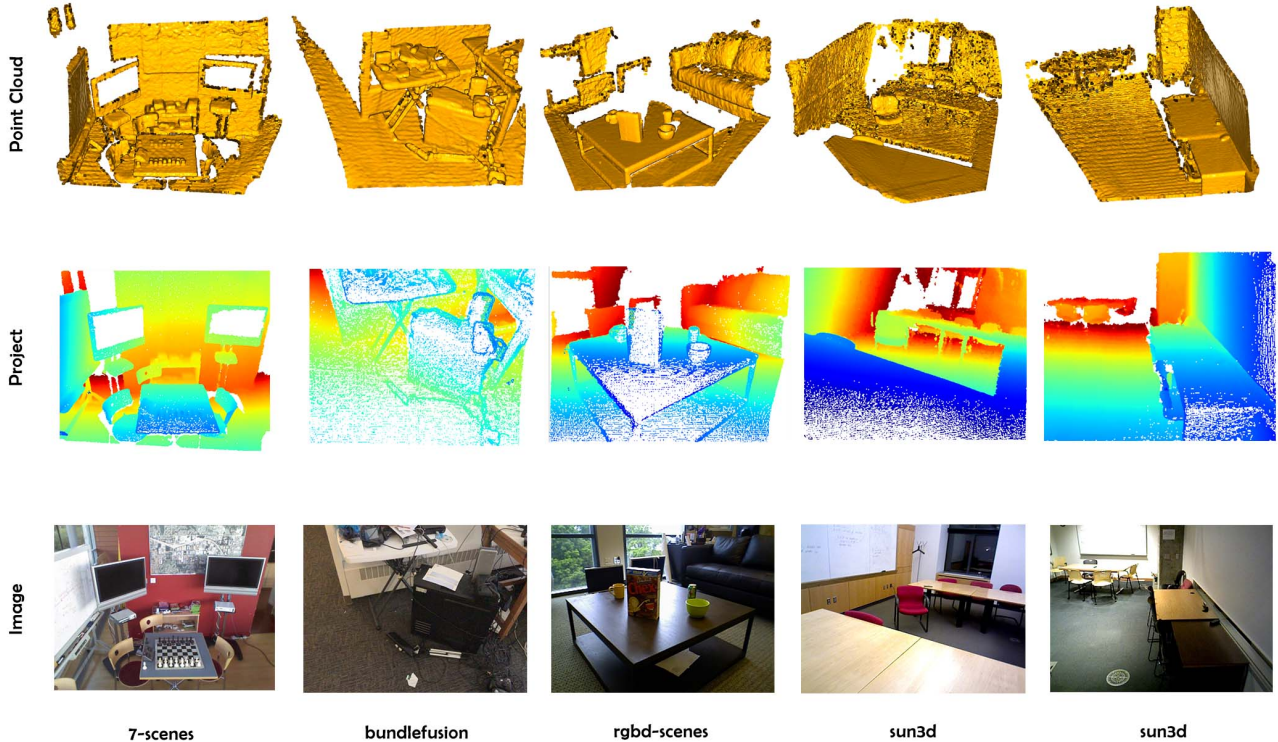 Point Cloud
Project
Image
7-scenes
bundlefusion
rgbd-scenes
sun3d
sun3d